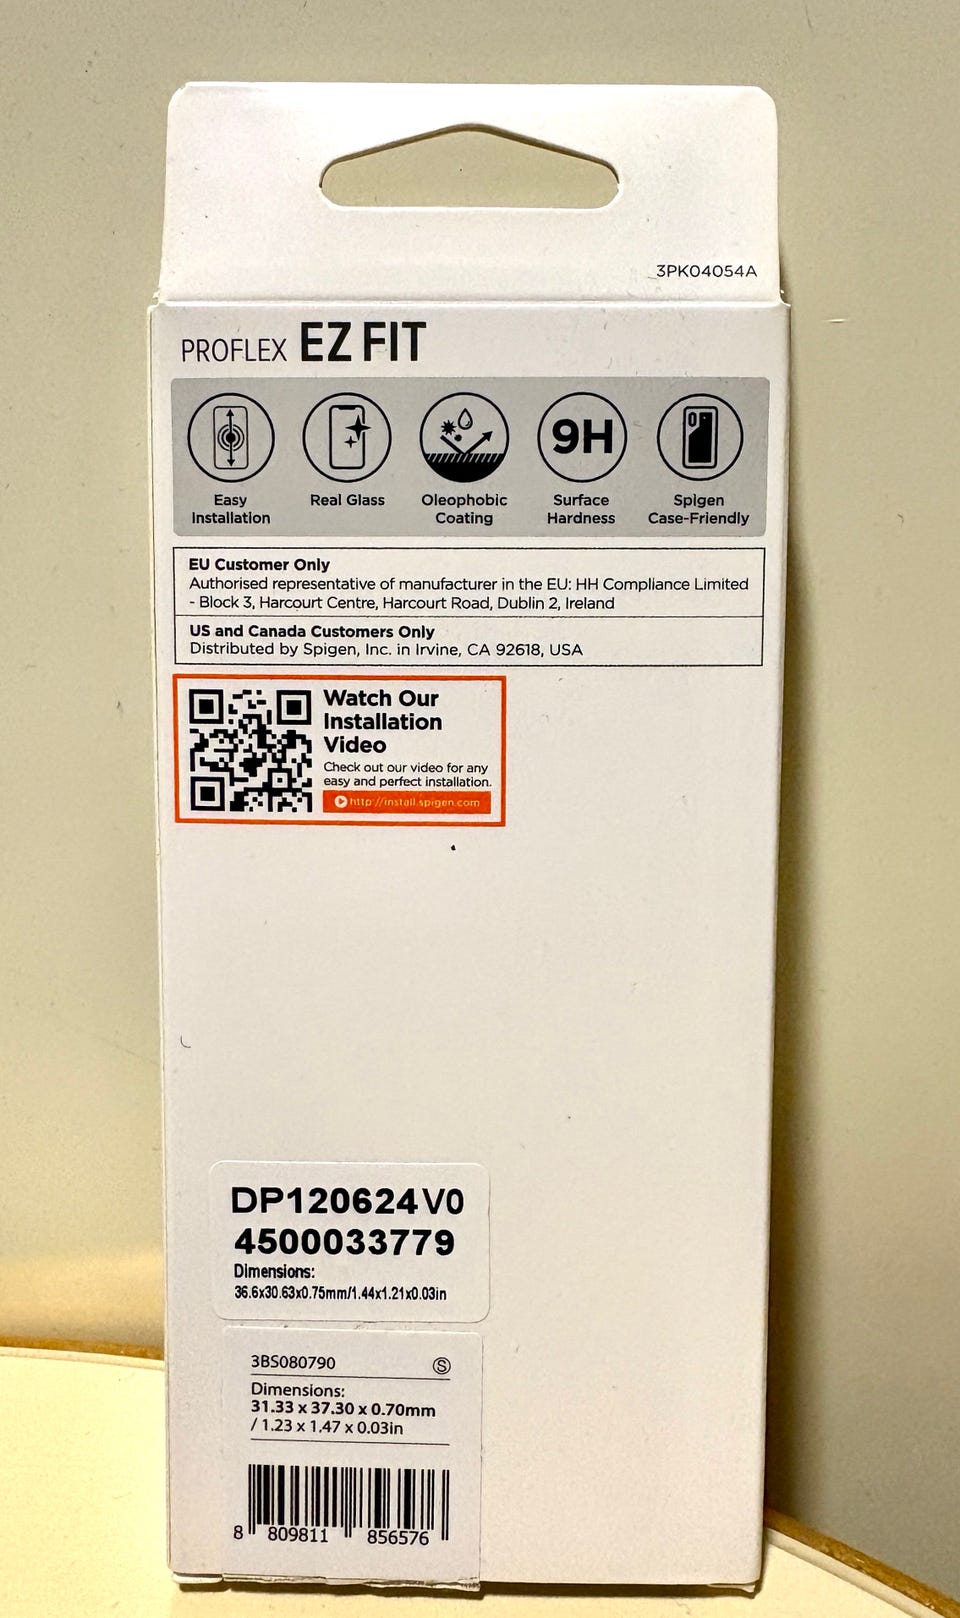 3PK04054A
PROFLEX EZ FIT
Easy
Installation
Real Glass
Oleophobic
Coating
9H
Surface
Hardness
Spigen
Case-Friendly
EU Customer Only
Authorised representative of manufacturer in the EU: HH Compliance Limited
- Block 3, Harcourt Centre, Harcourt Road, Dublin 2, Ireland
US and Canada Customers Only
Distributed by Spigen, Inc. in Irvine, CA 92618, USA
Watch Our
Installation
Video
Check out our video for any
easy and perfect installation.
http://install.spigen.com
DP120624V0
4500033779
Dimensions:
36.6x30.63x0.75mm/1.44x1.21x0.03in
3BS080790 Ⓢ
Dimensions:
31.33 x 37.30 x 0.70mm
/ 1.23 x 1.47 x 0.03in
8 809811 856576